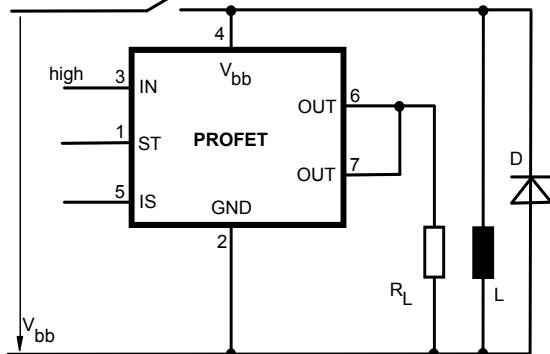 4
V_bb
high
3
IN
OUT
6
1
ST
PROFET
D
OUT
7
5
IS
GND
2
R_L
L
V_bb